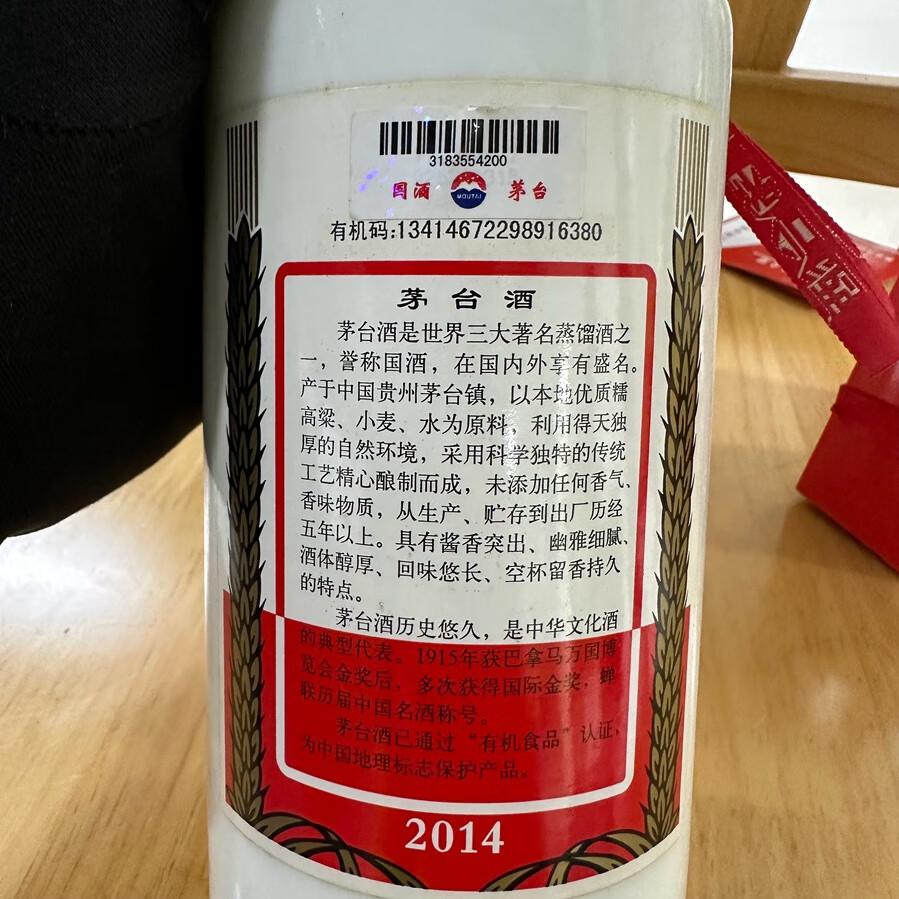 3183554200
国酒 MOUTAI 茅台
有机码:13414672298916380
茅台酒
茅台酒是世界三大著名蒸馏酒之
一，誉称国酒，在国内外享有盛名。
产于中国贵州茅台镇，以本地优质糯
高粱、小麦、水为原料，利用得天独
厚的自然环境，采用科学独特的传统
工艺精心酿制而成，未添加任何香气、
香味物质，从生产、贮存到出厂历经
五年以上。具有酱香突出、幽雅细腻、
酒体醇厚、回味悠长、空杯留香持久
的特点。
茅台酒历史悠久，是中华文化酒
的典型代表。1915年获巴拿马万国博
览会金奖后，多次获得国际金奖，蝉
联历届中国名酒称号。
茅台酒已通过“有机食品”认证，
为中国地理标志保护产品。
2014